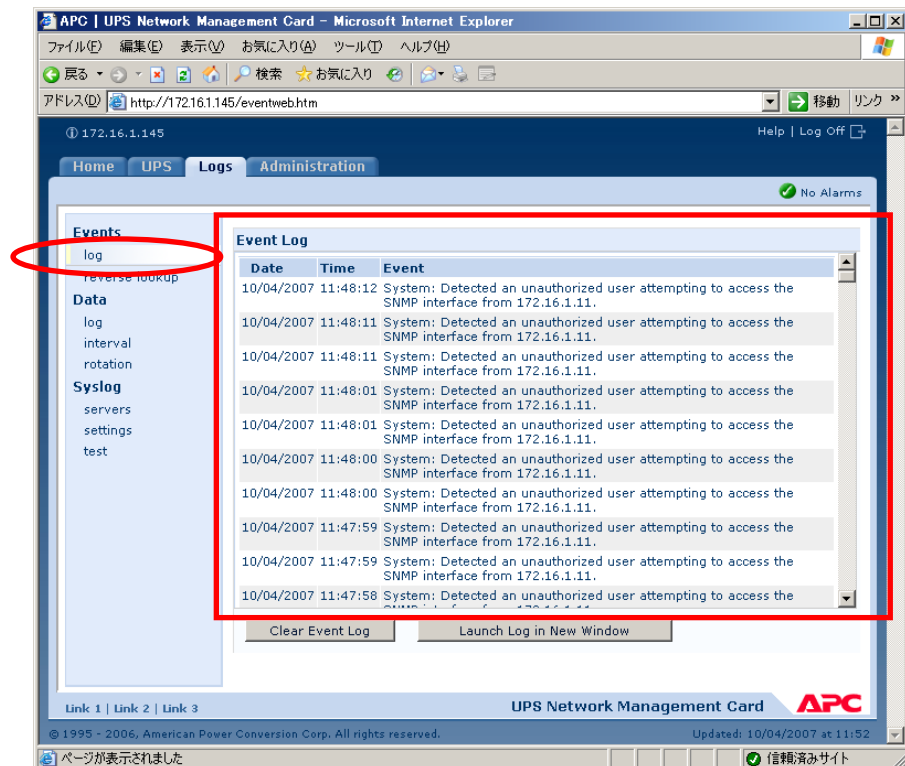 APC | UPS Network Management Card - Microsoft Internet Explorer
ファイル(F) 編集(E) 表示(V) お気に入り(A) ツール(T) ヘルプ(H)
戻る 検索 お気に入り
アドレス(D) http://172.16.1.145/eventweb.htm 移動 リンク »
172.16.1.145 Help | Log Off
Home UPS Logs Administration
No Alarms
Events
log
reverse lookup
Data
log
interval
rotation
Syslog
servers
settings
test
Event Log
Date Time Event
10/04/2007 11:48:12 System: Detected an unauthorized user attempting to access the
SNMP interface from 172.16.1.11.
10/04/2007 11:48:11 System: Detected an unauthorized user attempting to access the
SNMP interface from 172.16.1.11.
10/04/2007 11:48:11 System: Detected an unauthorized user attempting to access the
SNMP interface from 172.16.1.11.
10/04/2007 11:48:01 System: Detected an unauthorized user attempting to access the
SNMP interface from 172.16.1.11.
10/04/2007 11:48:01 System: Detected an unauthorized user attempting to access the
SNMP interface from 172.16.1.11.
10/04/2007 11:48:00 System: Detected an unauthorized user attempting to access the
SNMP interface from 172.16.1.11.
10/04/2007 11:48:00 System: Detected an unauthorized user attempting to access the
SNMP interface from 172.16.1.11.
10/04/2007 11:47:59 System: Detected an unauthorized user attempting to access the
SNMP interface from 172.16.1.11.
10/04/2007 11:47:59 System: Detected an unauthorized user attempting to access the
SNMP interface from 172.16.1.11.
10/04/2007 11:47:58 System: Detected an unauthorized user attempting to access the
Clear Event Log Launch Log in New Window
Link 1 | Link 2 | Link 3 UPS Network Management Card APC
© 1995 - 2006, American Power Conversion Corp. All rights reserved. Updated: 10/04/2007 at 11:52
ページが表示されました 信頼済みサイト